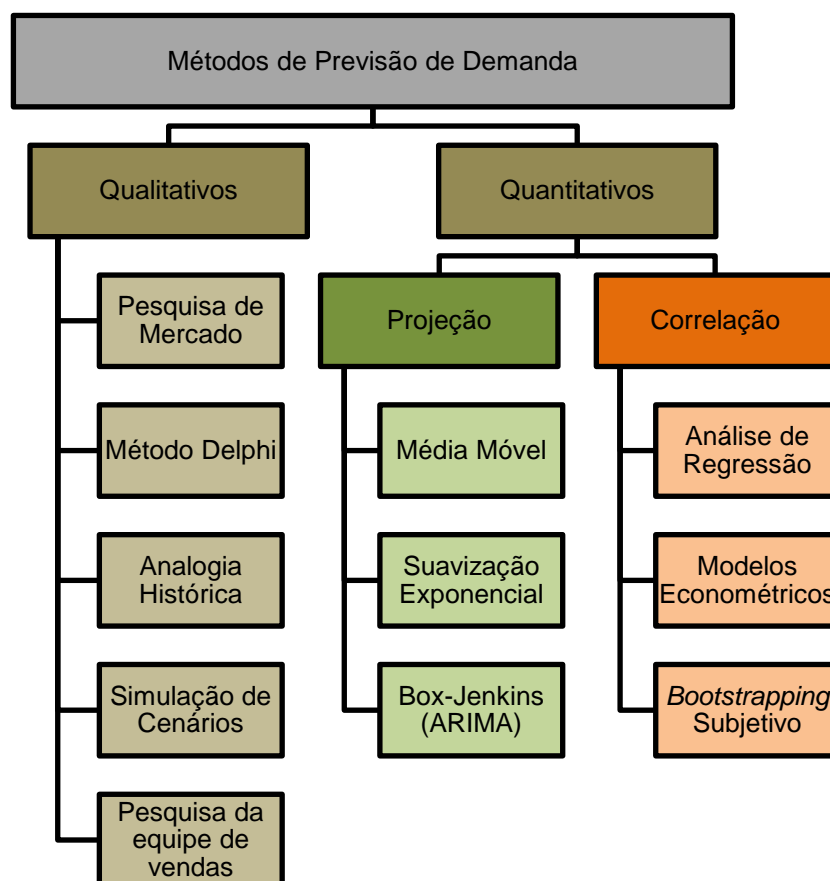 Métodos de Previsão de Demanda
Qualitativos
Quantitativos
Pesquisa de
Mercado
Método Delphi
Analogia
Histórica
Simulação de
Cenários
Pesquisa da
equipe de
vendas
Projeção
Média Móvel
Suavização
Exponencial
Box-Jenkins
(ARIMA)
Correlação
Análise de
Regressão
Modelos
Econométricos
Bootstrapping
Subjetivo